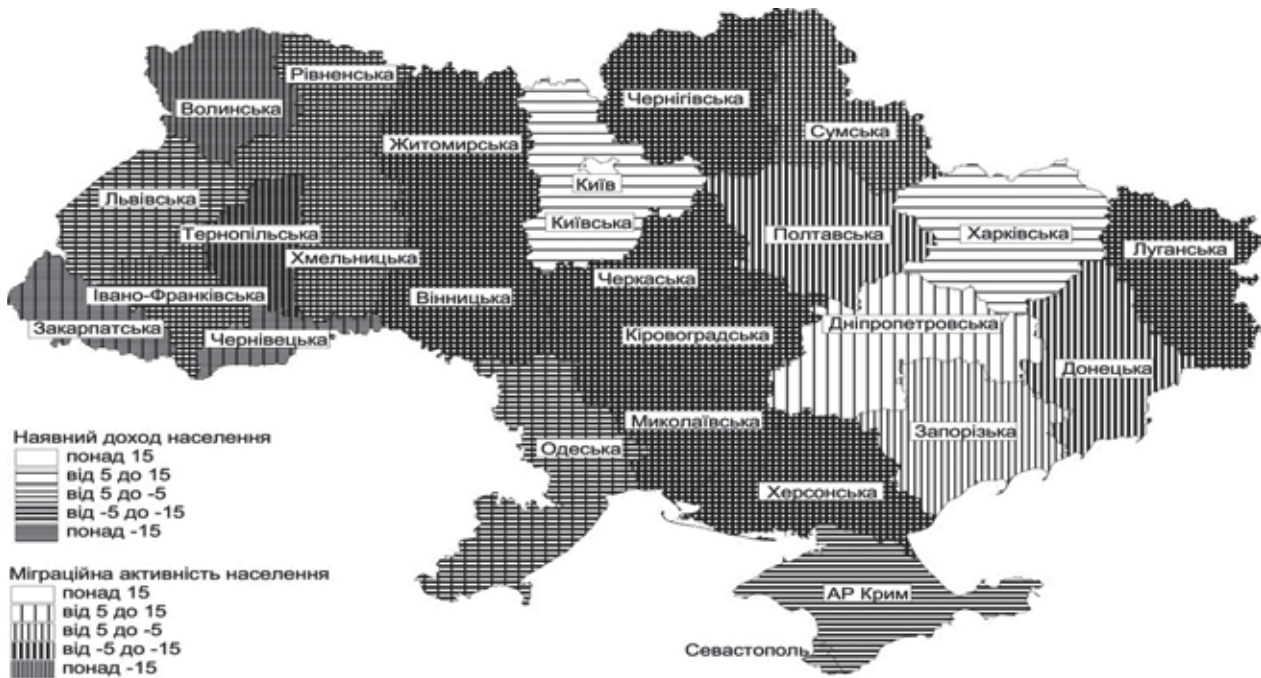 Рівненська
Волинська
Чернігівська
Сумська
Житомирська
Київ
Львівська
Київська
Тернопільська
Полтавська
Харківська
Луганська
Хмельницька
Черкаська
Івано-Франківська
Вінницька
Закарпатська
Чернівецька
Кіровоградська
Дніпропетровська
Донецька
Миколаївська
Запорізька
Одеська
Херсонська
АР Крим
Севастополь
Наявний доход населення
понад 15
від 5 до 15
від 5 до -5
від -5 до -15
понад -15
Міграційна активність населення
понад 15
від 5 до 15
від 5 до -5
від -5 до -15
понад -15